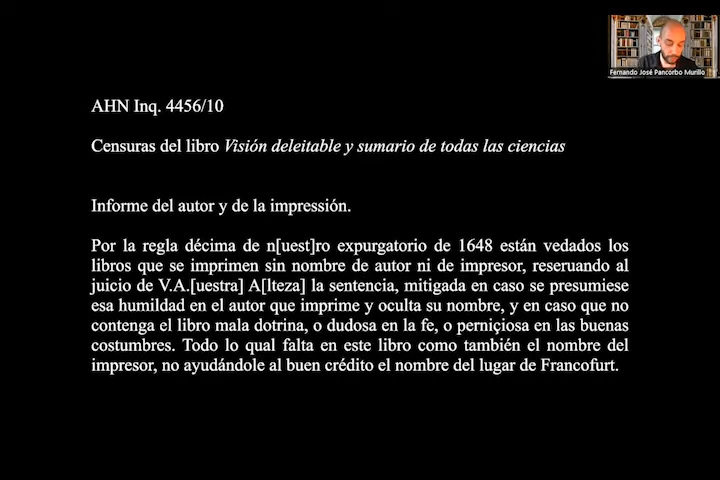 Fernando José Pancorbo Murillo
AHN Inq. 4456/10
Censuras del libro Visión deleitable y sumario de todas las ciencias
Informe del autor y de la impressión.
Por la regla décima de n[uest]ro expurgatorio de 1648 están vedados los
libros que se imprimen sin nombre de autor ni de impresor, reseruando al
juicio de V.A.[uestra] A[lteza] la sentencia, mitigada en caso se presumiese
esa humildad en el autor que imprime y oculta su nombre, y en caso que no
contenga el libro mala dotrina, o dudosa en la fe, o perniçiosa en las buenas
costumbres. Todo lo qual falta en este libro como también el nombre del
impresor, no ayudándole al buen crédito el nombre del lugar de Francofurt.